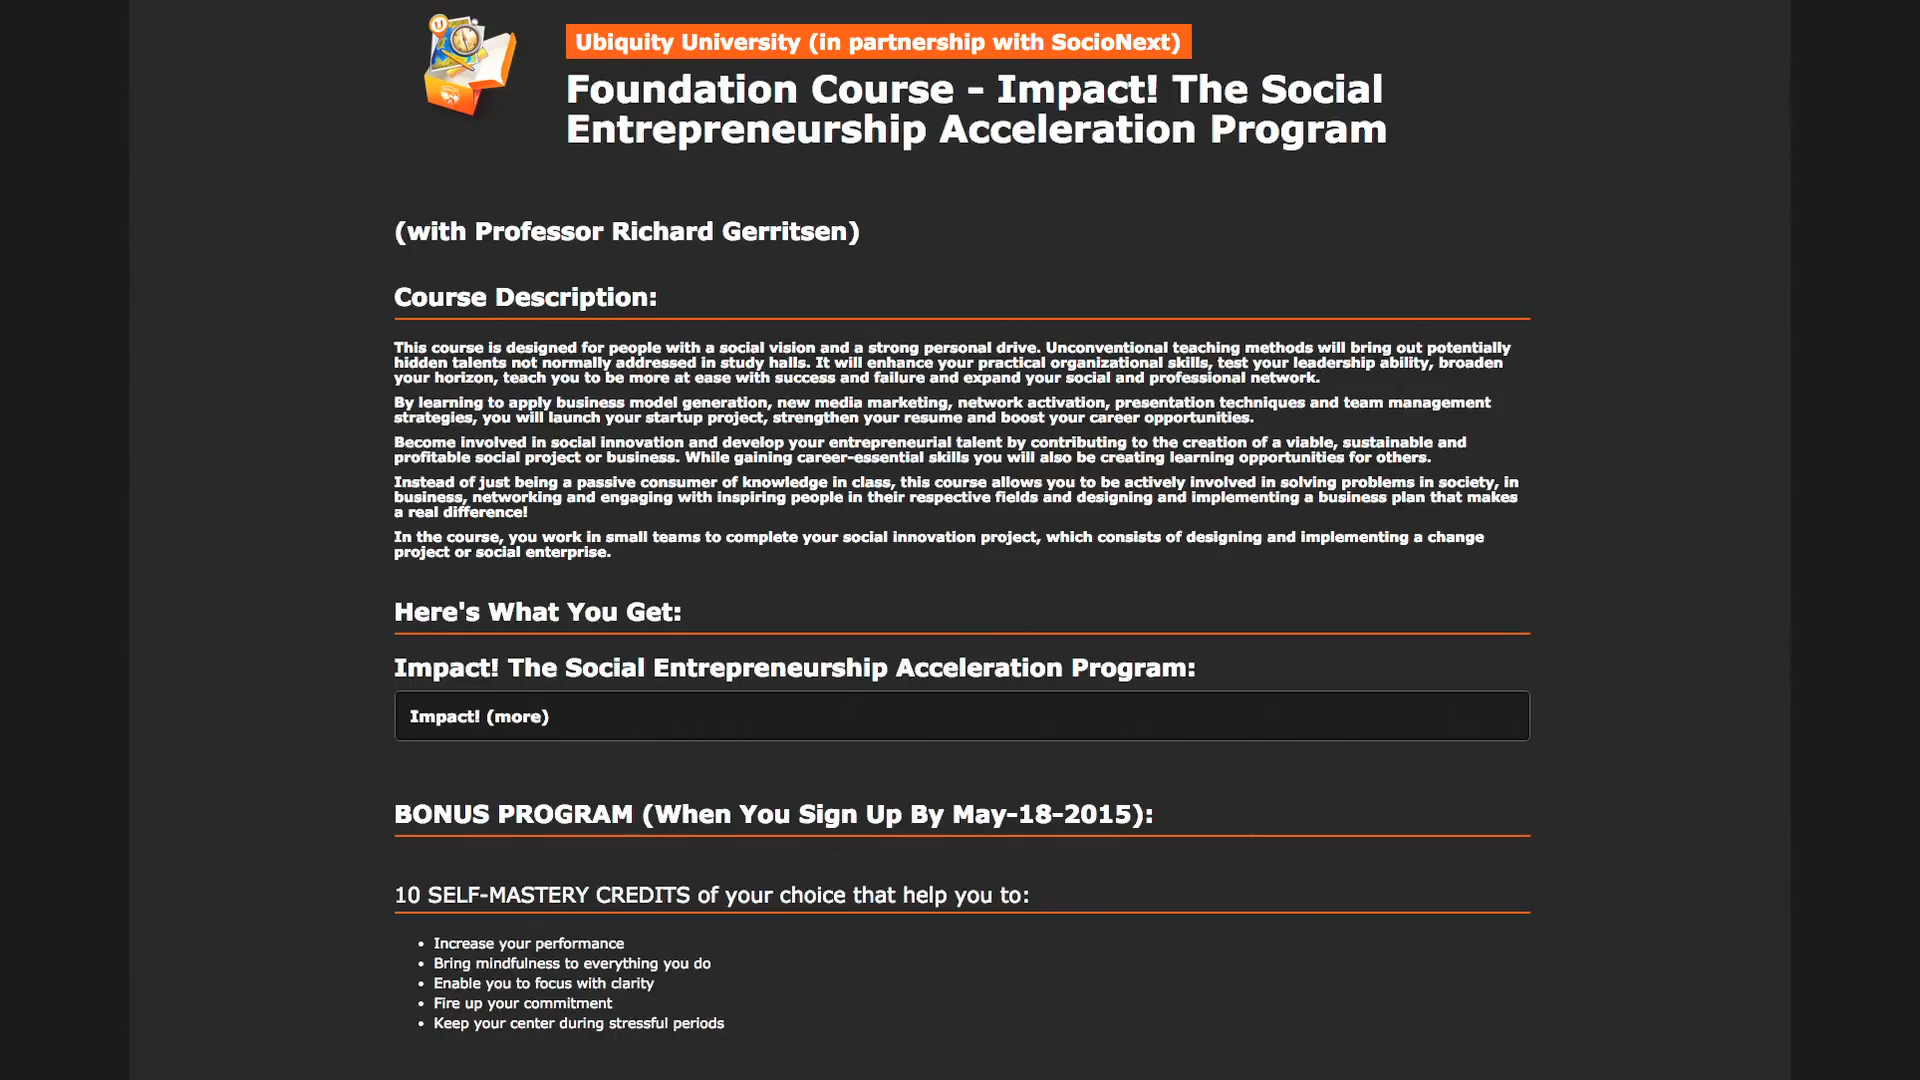 Ubiquity University (in partnership with SocioNext)
Foundation Course - Impact! The Social
Entrepreneurship Acceleration Program
(with Professor Richard Gerritsen)
Course Description:
This course is designed for people with a social vision and a strong personal drive. Unconventional teaching methods will bring out potentially
hidden talents not normally addressed in study halls. It will enhance your practical organizational skills, test your leadership ability, broaden
your horizon, teach you to be more at ease with success and failure and expand your social and professional network.
By learning to apply business model generation, new media marketing, network activation, presentation techniques and team management
strategies, you will launch your startup project, strengthen your resume and boost your career opportunities.
Become involved in social innovation and develop your entrepreneurial talent by contributing to the creation of a viable, sustainable and
profitable social project or business. While gaining career-essential skills you will also be creating learning opportunities for others.
Instead of just being a passive consumer of knowledge in class, this course allows you to be actively involved in solving problems in society, in
business, networking and engaging with inspiring people in their respective fields and designing and implementing a business plan that makes
a real difference!
In the course, you work in small teams to complete your social innovation project, which consists of designing and implementing a change
project or social enterprise.
Here's What You Get:
Impact! The Social Entrepreneurship Acceleration Program:
Impact! (more)
BONUS PROGRAM (When You Sign Up By May-18-2015):
10 SELF-MASTERY CREDITS of your choice that help you to:
• Increase your performance
• Bring mindfulness to everything you do
• Enable you to focus with clarity
• Fire up your commitment
• Keep your center during stressful periods